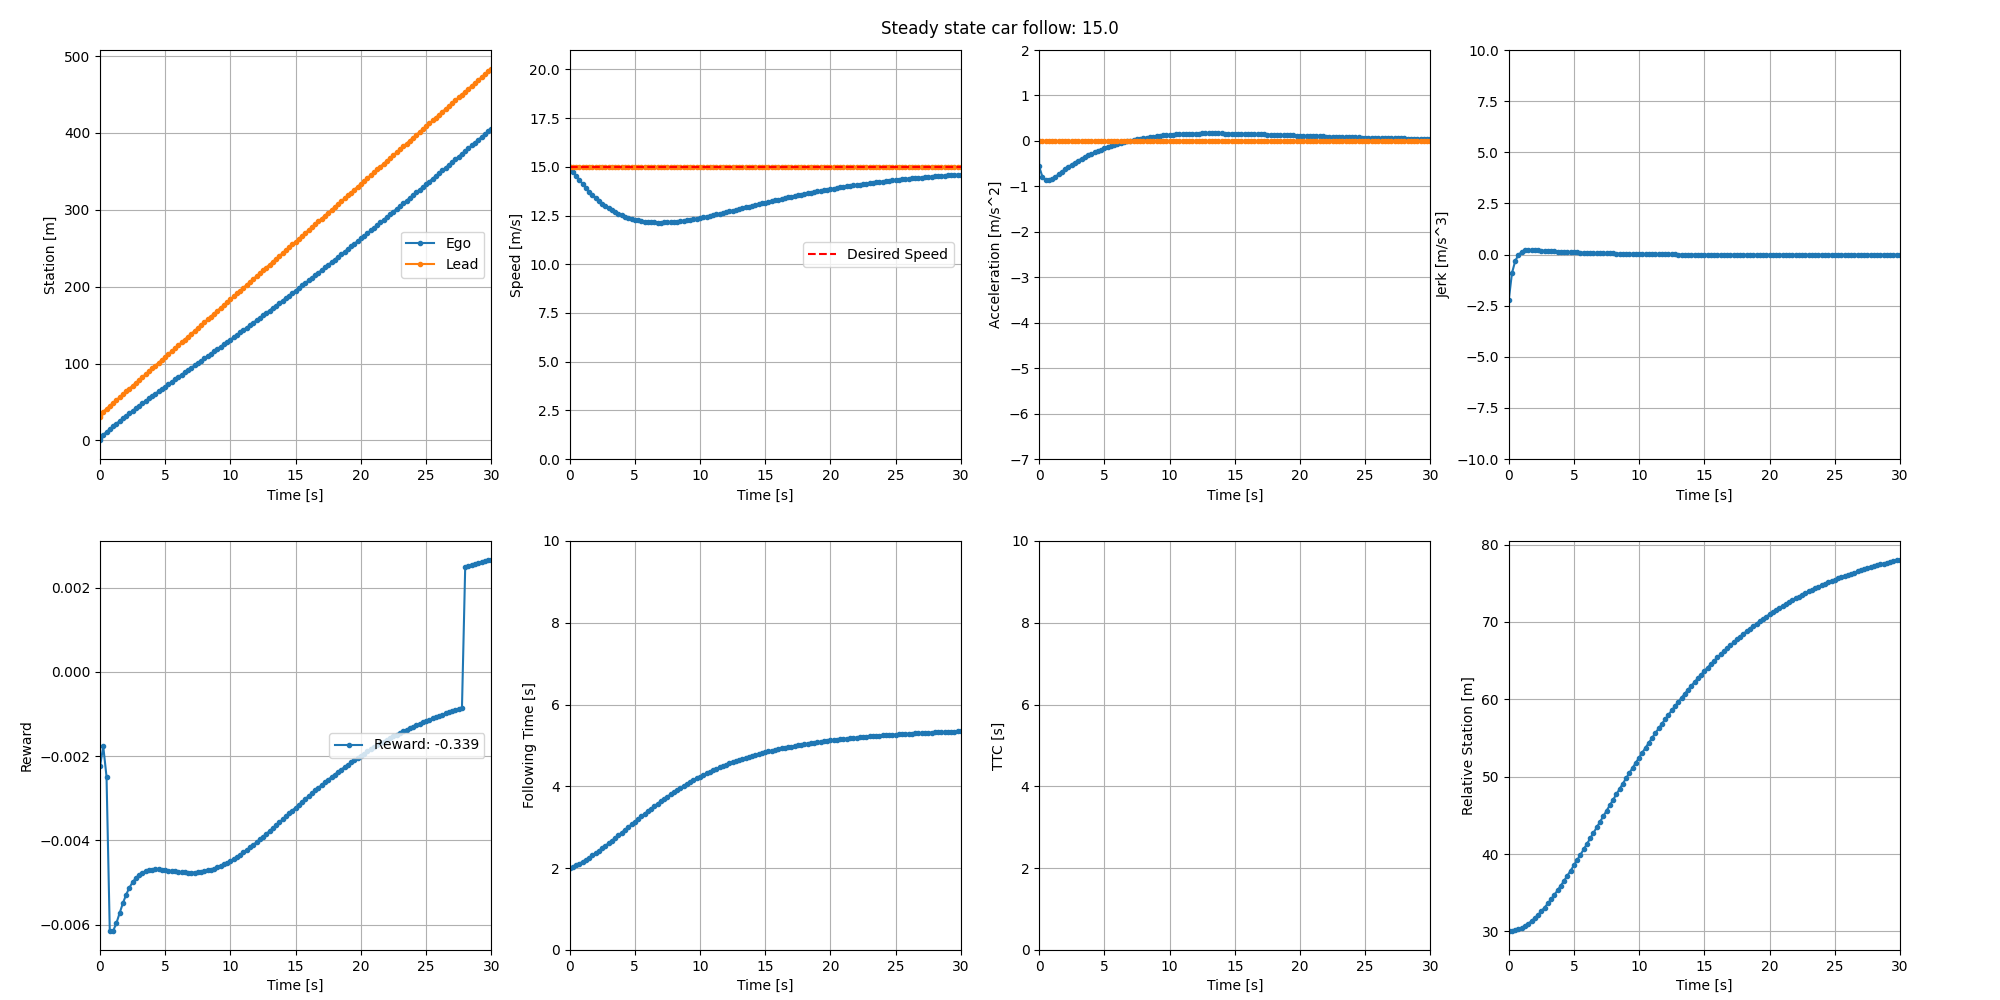 Steady state car follow: 15.0
Station [m]
500
400
300
200
100
0
Ego
Lead
0 5 10 15 20 25 30
Time [s]
Speed [m/s]
20.0
17.5
15.0
12.5
10.0
7.5
5.0
2.5
0.0
Desired Speed
0 5 10 15 20 25 30
Time [s]
Acceleration [m/s^2]
2
1
0
−1
−2
−3
−4
−5
−6
−7
0 5 10 15 20 25 30
Time [s]
Jerk [m/s^3]
10.0
7.5
5.0
2.5
0.0
−2.5
−5.0
−7.5
−10.0
0 5 10 15 20 25 30
Time [s]
Reward
0.002
0.000
−0.002
−0.004
−0.006
Reward: -0.339
0 5 10 15 20 25 30
Time [s]
Following Time [s]
10
8
6
4
2
0
0 5 10 15 20 25 30
Time [s]
TTC [s]
10
8
6
4
2
0
0 5 10 15 20 25 30
Time [s]
Relative Station [m]
80
70
60
50
40
30
0 5 10 15 20 25 30
Time [s]